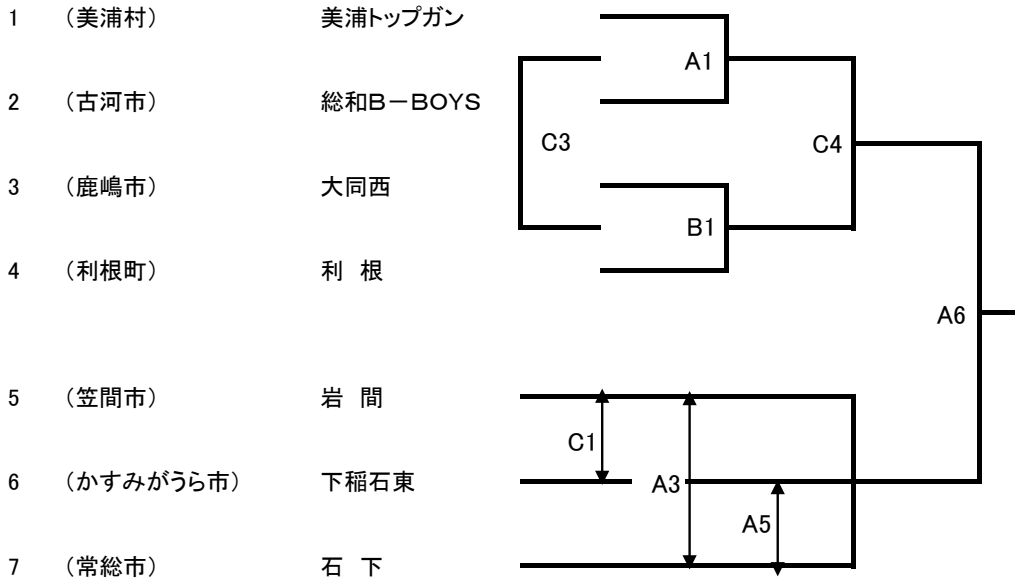 1 （美浦村） 美浦トップガン
A1
2 （古河市） 総和B－BOYS
C3 C4
3 （鹿嶋市） 大同西
B1
4 （利根町） 利 根
A6
5 （笠間市） 岩 間
C1
6 （かすみがうら市） 下稲石東 A3
A5
7 （常総市） 石 下